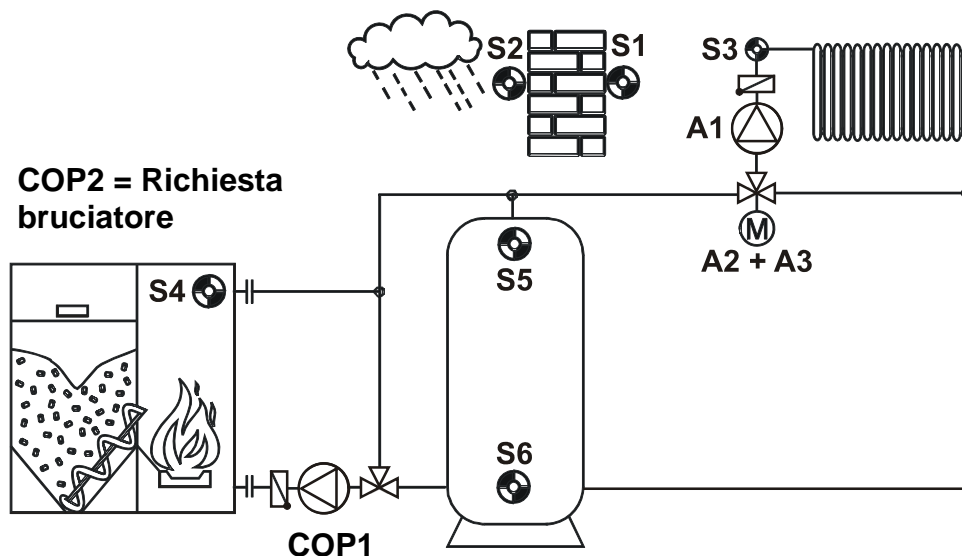 S2
S1
S3
A1
COP2 = Richiesta
bruciatore
M
A2 + A3
S4
S5
S6
COP1